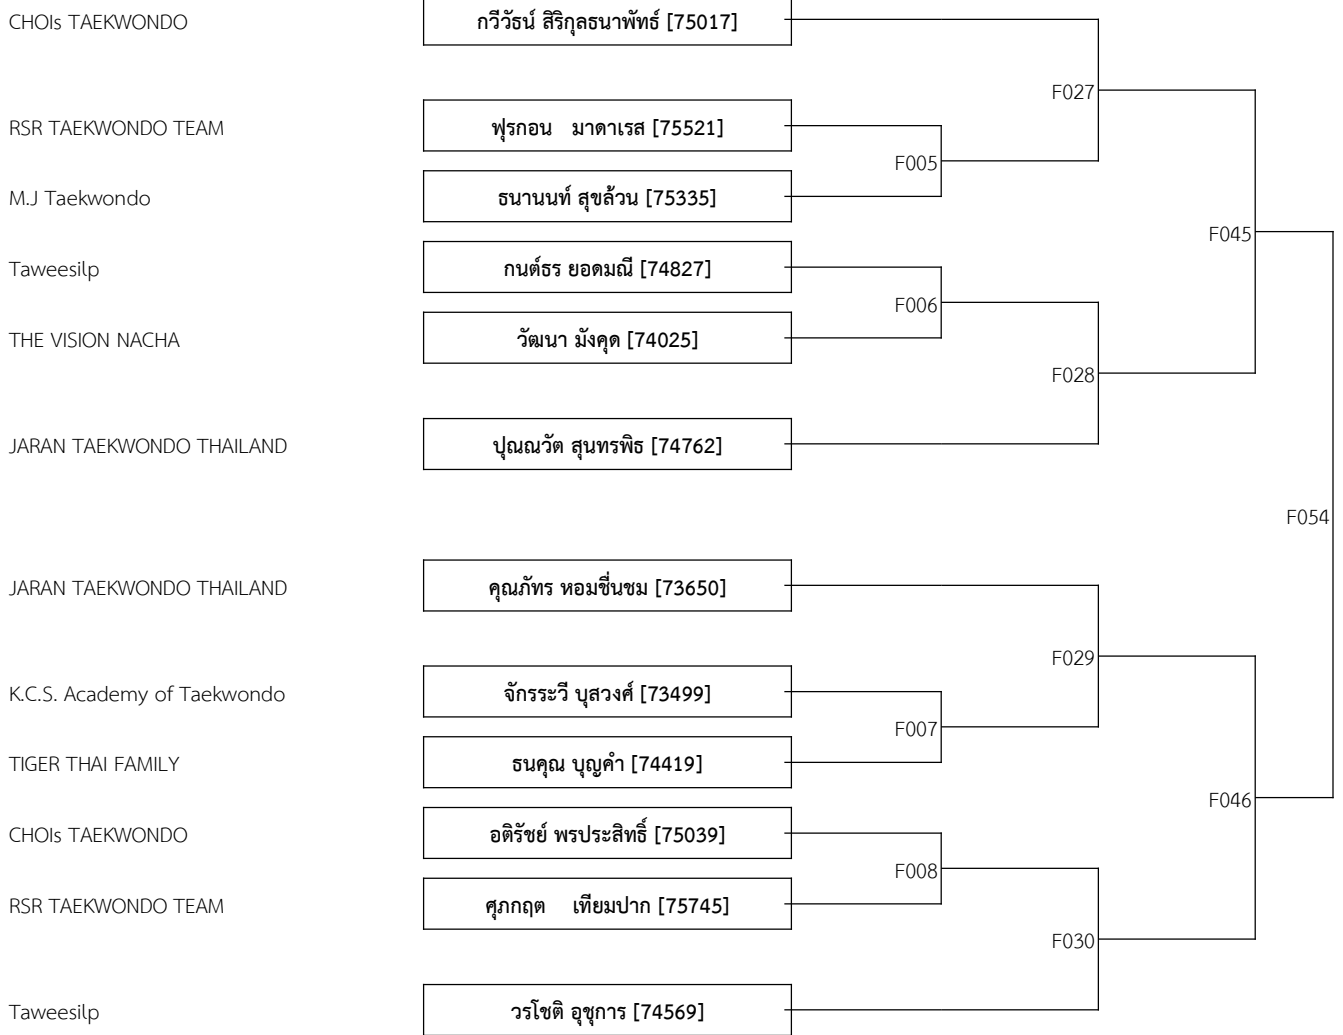 CHOIs TAEKWONDO กวีวัธน์ สิริกุลธนาพัทธ์ [75017]
F027
RSR TAEKWONDO TEAM ฟุรกอน มาดาเรส [75521]
F005
M.J Taekwondo ธนานนท์ สุขล้วน [75335]
F045
Taweesilp กนต์ธร ยอดมณี [74827]
F006
THE VISION NACHA วัฒนา มังคุด [74025]
F028
JARAN TAEKWONDO THAILAND ปุณณวัต สุนทรพิธ [74762]
F054
JARAN TAEKWONDO THAILAND คุณภัทร หอมชื่นชม [73650]
F029
K.C.S. Academy of Taekwondo จักรระวี บุสวงศ์ [73499]
F007
TIGER THAI FAMILY ธนคุณ บุญคำ [74419]
F046
CHOIs TAEKWONDO อติรัชย์ พรประสิทธิ์ [75039]
F008
RSR TAEKWONDO TEAM ศุภกฤต เทียมปาก [75745]
F030
Taweesilp วรโชติ อุชุการ [74569]